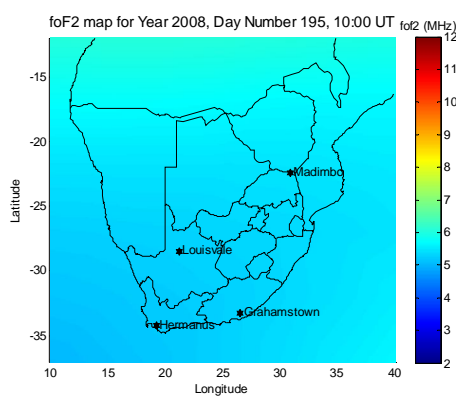 foF2 map for Year 2008, Day Number 195, 10:00 UT
fof2 (MHz)
12
11
10
9
8
7
6
5
4
3
2
-15
-20
-25
-30
-35
Latitude
Madimbo
Louisvale
Grahamstown
Hermanus
10 15 20 25 30 35 40
Longitude